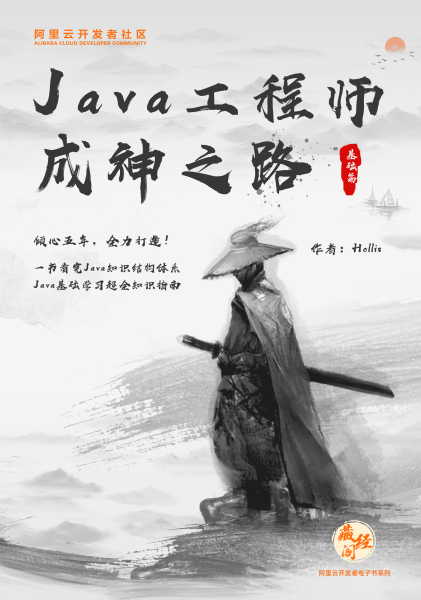 阿里云开发者社区
ALIBABA CLOUD DEVELOPER COMMUNITY
Java工程师
成神之路
基础篇
倾心五年，全力打造！
作者：Hollis
一书看完Java知识结构体系
Java基础学习超全知识指南
藏经阁
阿里云开发者电子书系列